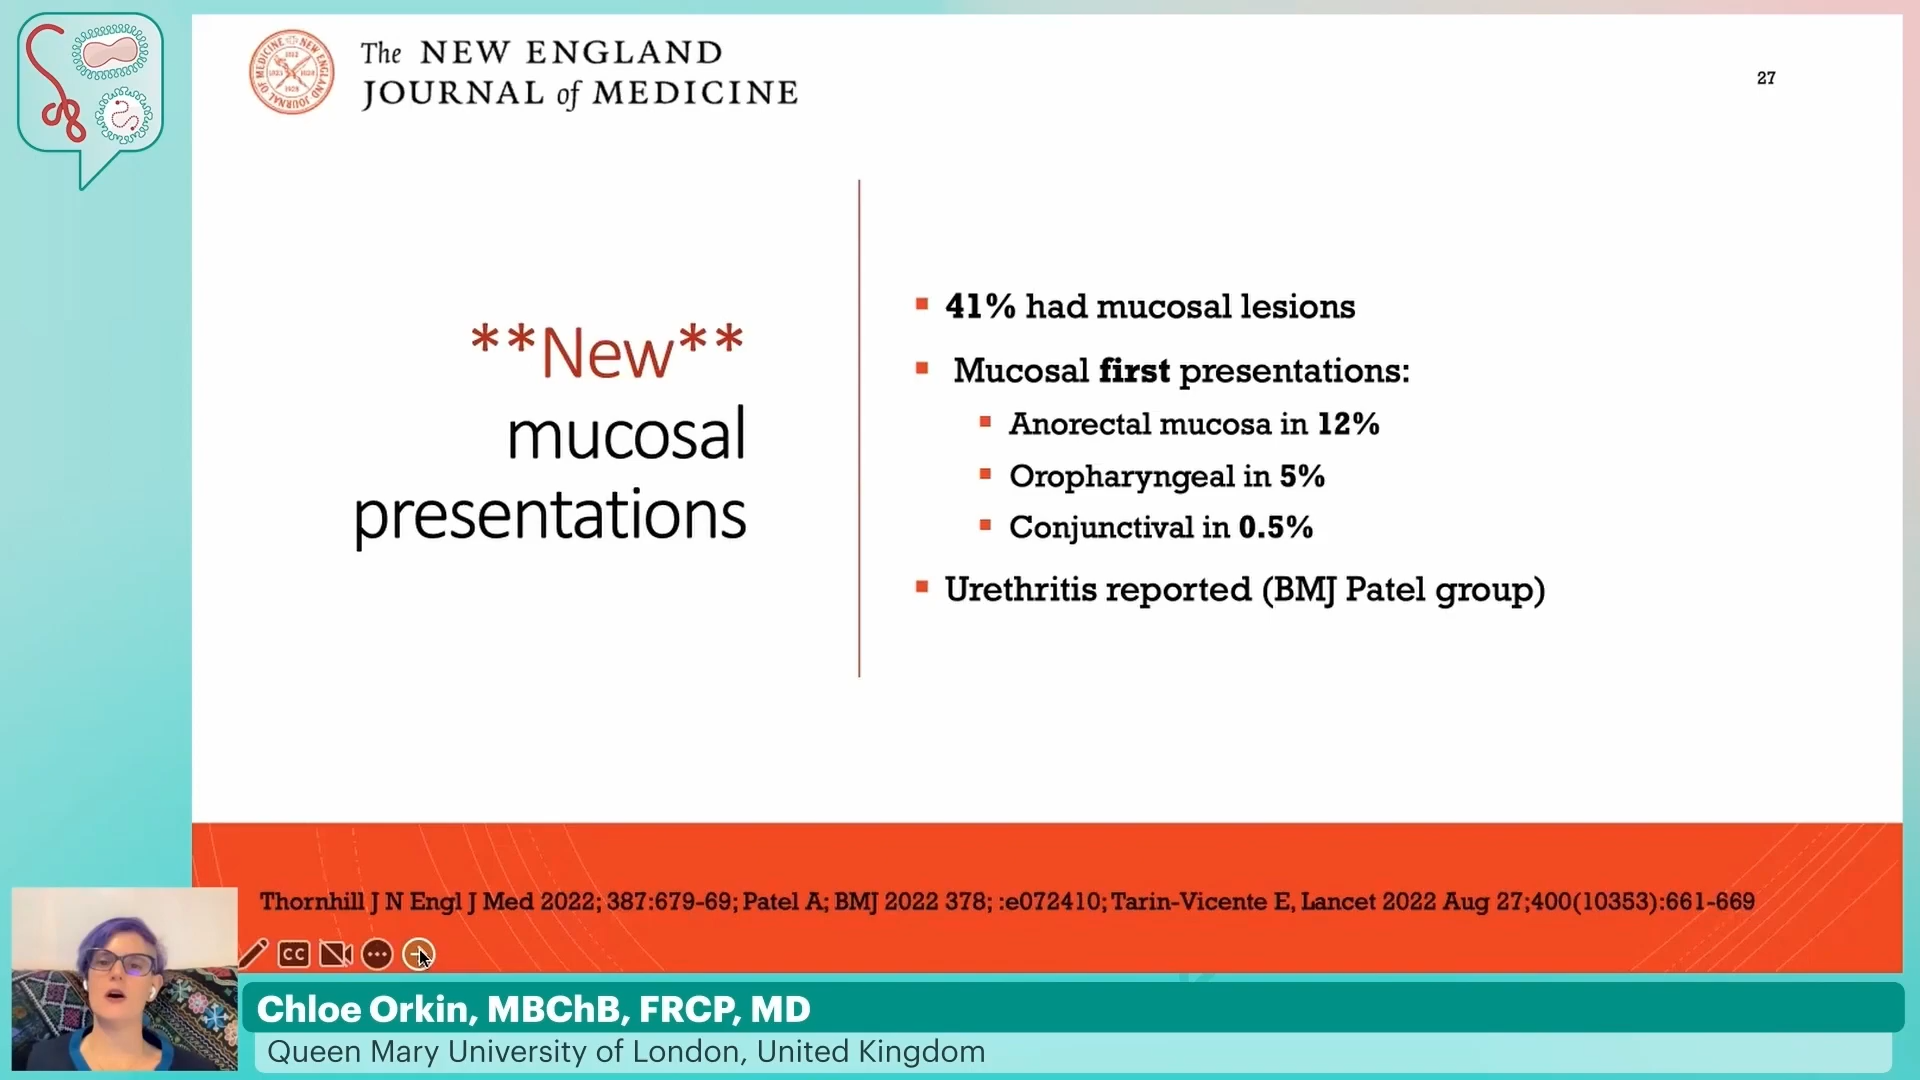 The NEW ENGLAND
JOURNAL of MEDICINE
27
**New**
mucosal
presentations
41% had mucosal lesions
Mucosal first presentations:
Anorectal mucosa in 12%
Oropharyngeal in 5%
Conjunctival in 0.5%
Urethritis reported (BMJ Patel group)
Thornhill J N Engl J Med 2022; 387:679-69; Patel A; BMJ 2022 378; :e072410; Tarin-Vicente E, Lancet 2022 Aug 27;400(10353):661-669
CC
Chloe Orkin, MBChB, FRCP, MD
Queen Mary University of London, United Kingdom